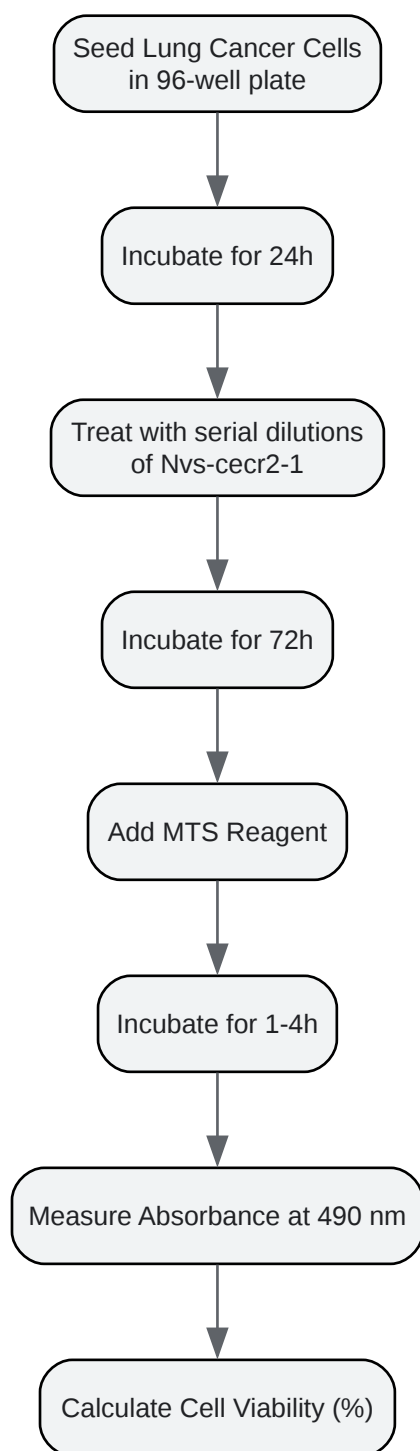 Seed Lung Cancer Cells
in 96-well plate
Incubate for 24h
Treat with serial dilutions
of Nvs-cecr2-1
Incubate for 72h
Add MTS Reagent
Incubate for 1-4h
Measure Absorbance at 490 nm
Calculate Cell Viability (%)